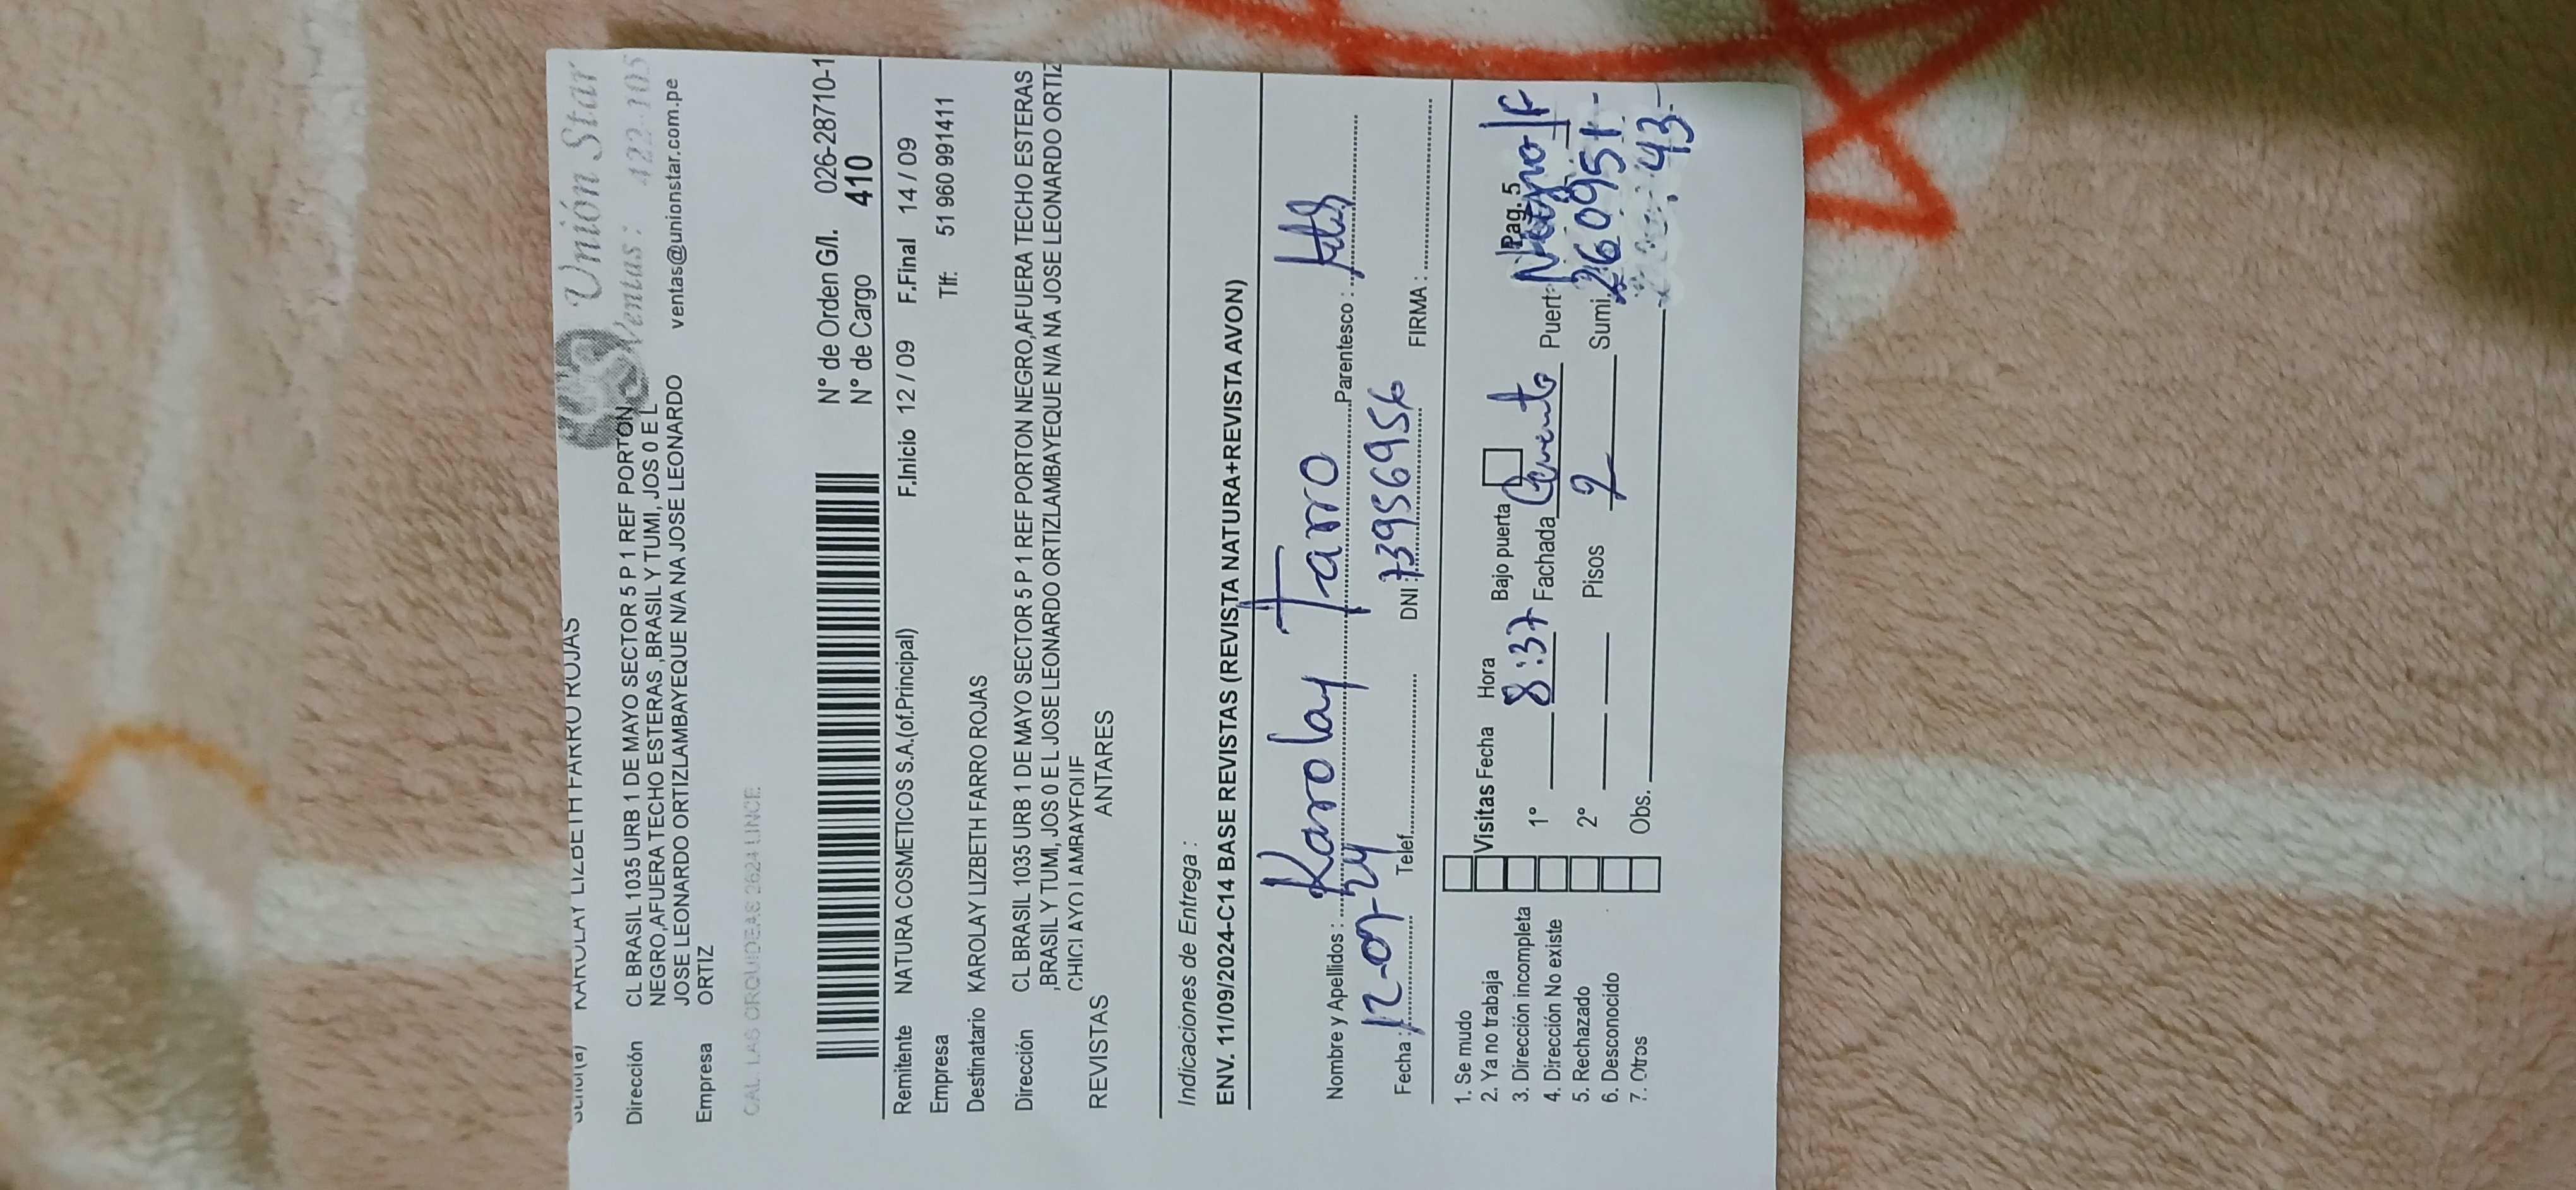 Unión Star
Señor(a) KAROLAY LIZBETH FARRO ROJAS
Ventas: 422-105
Dirección CL BRASIL 1035 URB 1 DE MAYO SECTOR 5 P 1 REF PORTON
NEGRO,AFUERA TECHO ESTERAS ,BRASIL Y TUMI, JOS 0 E L
JOSE LEONARDO ORTIZLAMBAYEQUE N/A NA JOSE LEONARDO
ventas@unionstar.com.pe
Empresa ORTIZ
CAL. LAS ORQUIDEAS 2624 LINCE
N° de Orden G/l. 026-28710-1
N° de Cargo 410
Remitente NATURA COSMETICOS S.A.(of.Principal) F.Inicio 12 / 09 F.Final 14 / 09
Empresa Tlf: 51 960 991411
Destinatario KAROLAY LIZBETH FARRO ROJAS
Dirección CL BRASIL 1035 URB 1 DE MAYO SECTOR 5 P 1 REF PORTON NEGRO,AFUERA TECHO ESTERAS
,BRASIL Y TUMI, JOS 0 E L JOSE LEONARDO ORTIZLAMBAYEQUE N/A NA JOSE LEONARDO ORTIZ
CHICLAYO LAMBAYEQUE
REVISTAS ANTARES
Indicaciones de Entrega :
ENV. 11/09/2024-C14 BASE REVISTAS (REVISTA NATURA+REVISTA AVON)
Nombre y Apellidos : Karolay Farro Parentesco :
Fecha : 12-09-24 Telef. DNI : 73956956 FIRMA :
1. Se mudo
2. Ya no trabaja Visitas Fecha Hora Bajo puerta Pag. 5
3. Dirección incompleta 1° 8:37 Fachada Puert. Negro
4. Dirección No existe
5. Rechazado 2° Pisos 2 Sumi. 260951
6. Desconocido
7. Otros Obs. 43